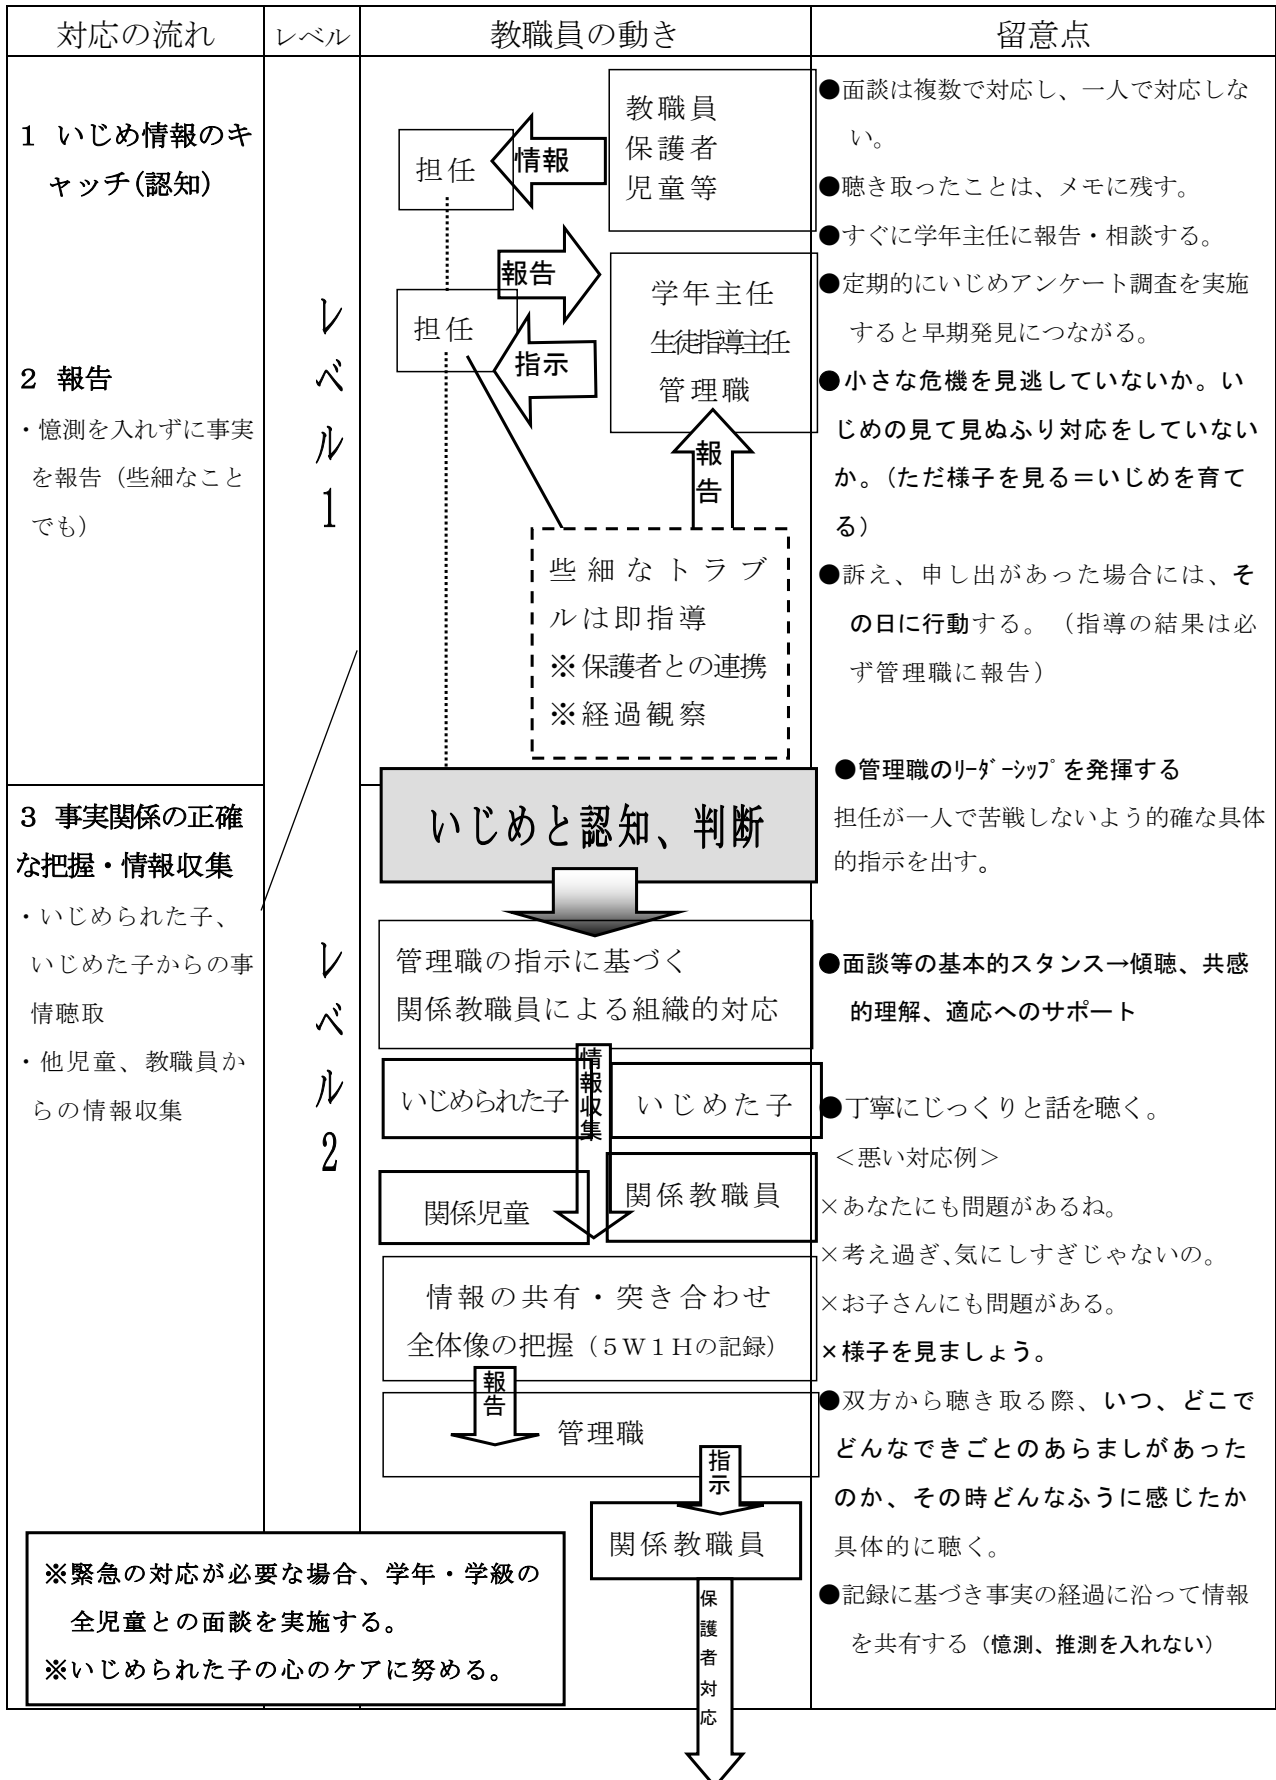 対応の流れ
レベル
教職員の動き
留意点
1 いじめ情報のキ
ャッチ(認知)
2 報告
・憶測を入れずに事実
を報告（些細なこと
でも）
3 事実関係の正確
な把握・情報収集
・いじめられた子、
いじめた子からの事
情聴取
・他児童、教職員か
らの情報収集
レベル1
レベル2
教職員
保護者
児童等
情報
担任
報告
担任
指示
学年主任
生徒指導主任
管理職
報告
些細なトラブ
ルは即指導
※保護者との連携
※経過観察
いじめと認知、判断
管理職の指示に基づく
関係教職員による組織的対応
情報収集
いじめられた子
いじめた子
関係児童
関係教職員
情報の共有・突き合わせ
全体像の把握（5W1Hの記録）
報告
管理職
指示
関係教職員
保護者対応
※緊急の対応が必要な場合、学年・学級の
全児童との面談を実施する。
※いじめられた子の心のケアに努める。
●面談は複数で対応し、一人で対応しな
い。
●聴き取ったことは、メモに残す。
●すぐに学年主任に報告・相談する。
●定期的にいじめアンケート調査を実施
すると早期発見につながる。
●小さな危機を見逃していないか。い
じめの見て見ぬふり対応をしていない
か。(ただ様子を見る＝いじめを育て
る)
●訴え、申し出があった場合には、そ
の日に行動する。（指導の結果は必
ず管理職に報告）
●管理職のﾘｰﾀﾞｰｼｯﾌﾟを発揮する
担任が一人で苦戦しないよう的確な具体
的指示を出す。
●面談等の基本的スタンス→傾聴、共感
的理解、適応へのサポート
●丁寧にじっくりと話を聴く。
＜悪い対応例＞
×あなたにも問題があるね。
×考え過ぎ、気にしすぎじゃないの。
×お子さんにも問題がある。
×様子を見ましょう。
●双方から聴き取る際、いつ、どこで
どんなできごとのあらましがあった
のか、その時どんなふうに感じたか
具体的に聴く。
●記録に基づき事実の経過に沿って情報
を共有する（憶測、推測を入れない）